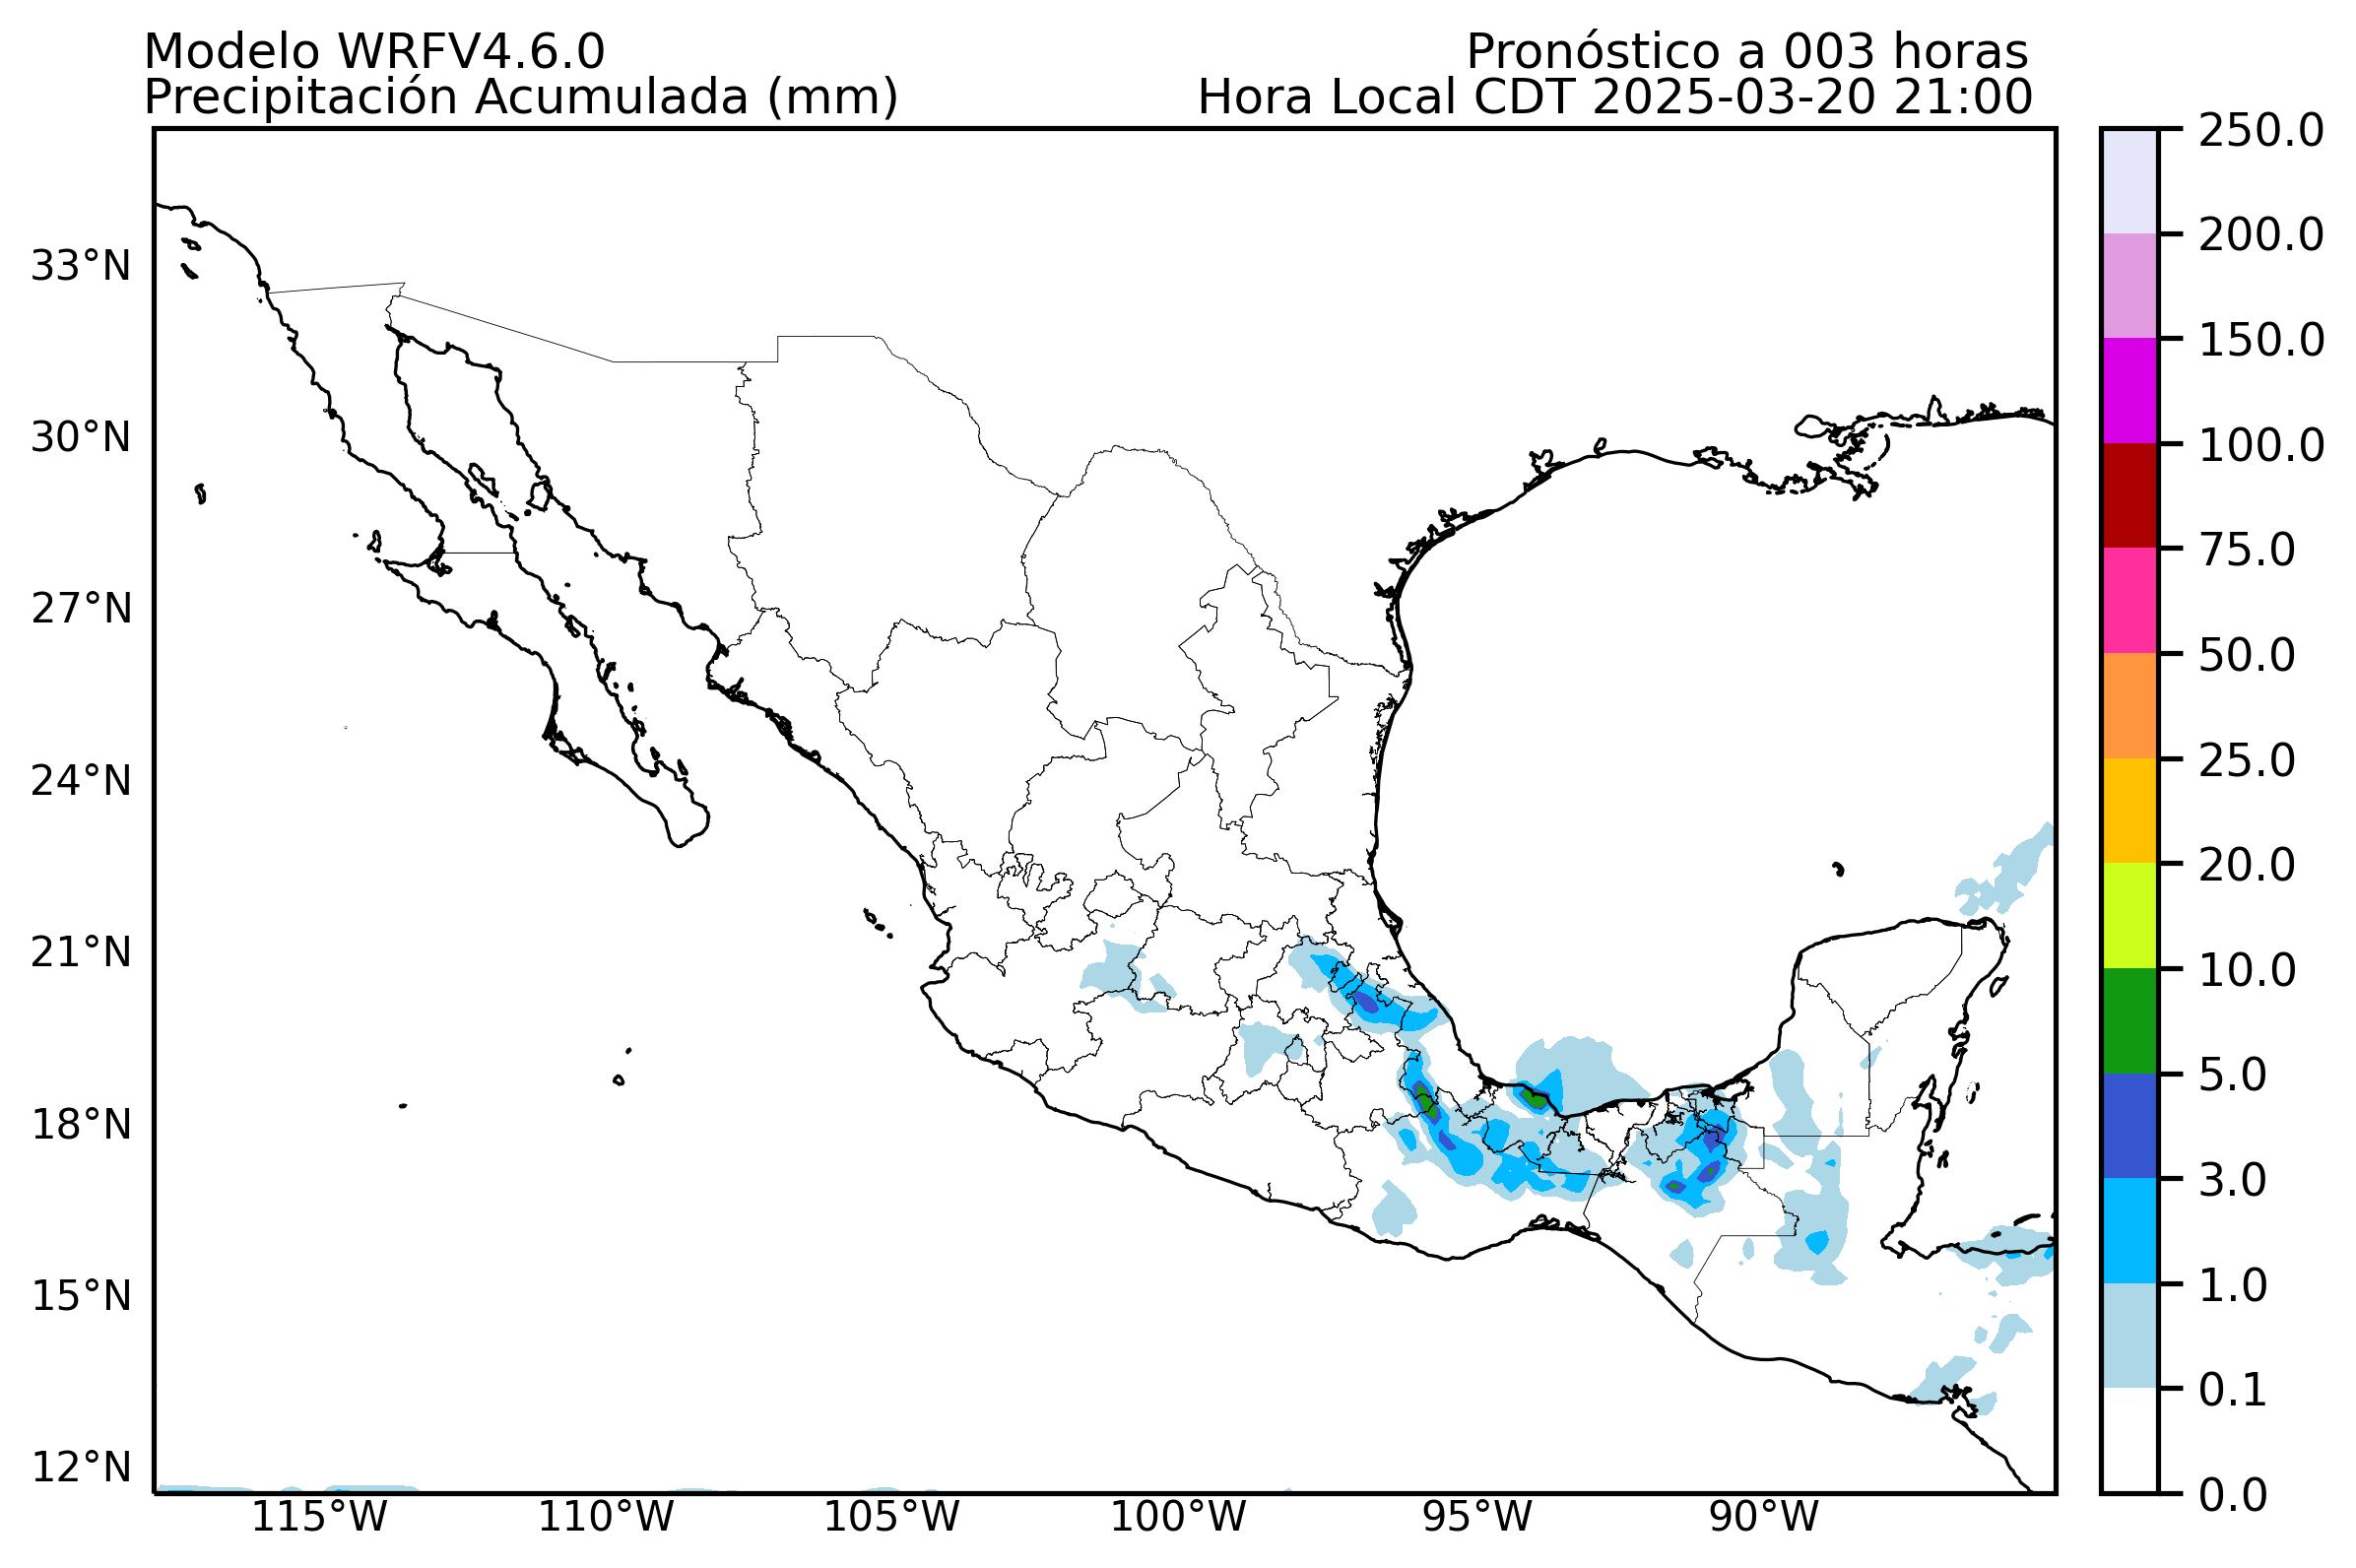 Modelo WRFV4.6.0
Pronóstico a 003 horas
Precipitación Acumulada (mm)
Hora Local CDT 2025-03-20 21:00
33°N
30°N
27°N
24°N
21°N
18°N
15°N
12°N
115°W
110°W
105°W
100°W
95°W
90°W
250.0
200.0
150.0
100.0
75.0
50.0
25.0
20.0
10.0
5.0
3.0
1.0
0.1
0.0